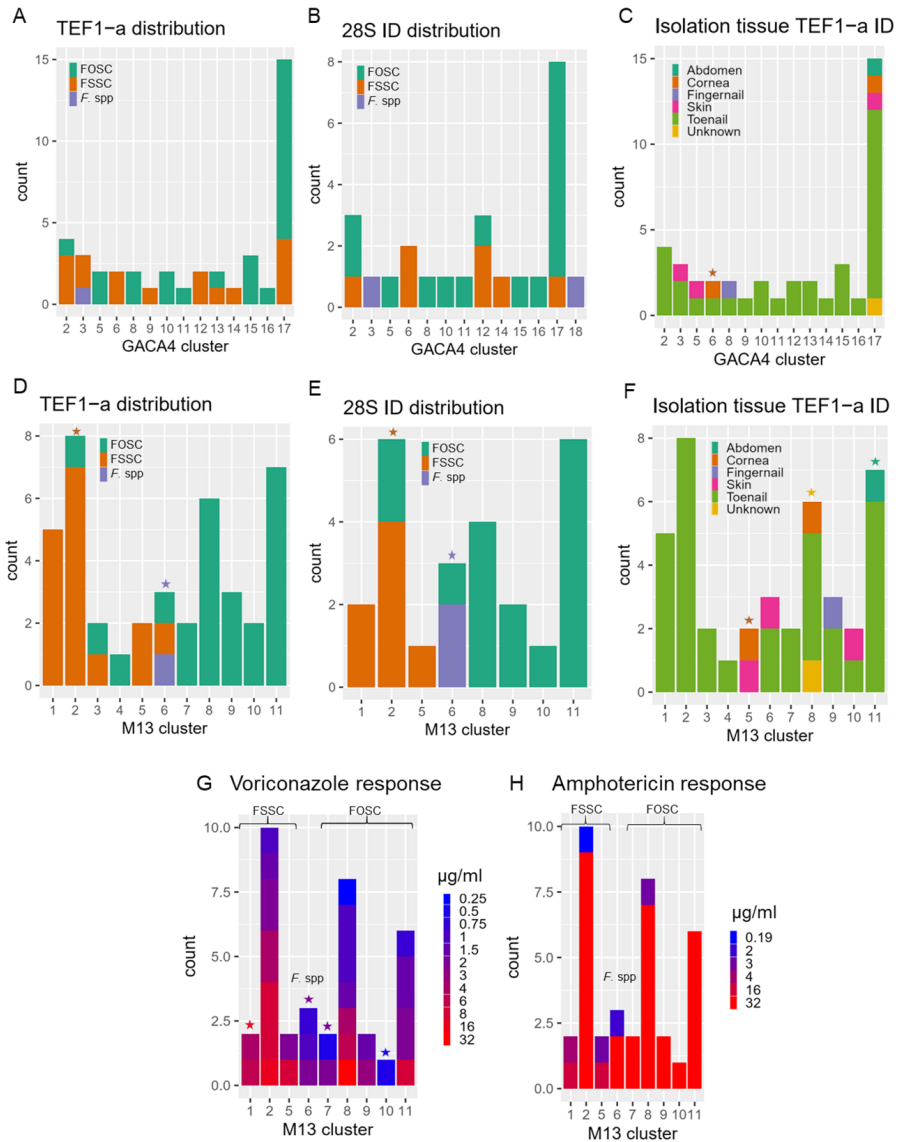 A
TEF1−a distribution
15
10
5
0
count
FOSC
FSSC
F. spp
2 3 5 6 8 9 10 11 12 13 14 15 16 17
GACA4 cluster
B
28S ID distribution
8
6
4
2
0
count
FOSC
FSSC
F. spp
2 3 5 6 8 10 11 12 14 15 16 17 18
GACA4 cluster
C
Isolation tissue TEF1−a ID
15
10
5
0
count
Abdomen
Cornea
Fingernail
Skin
Toenail
Unknown
2 3 5 6 8 9 10 11 12 13 14 15 16 17
GACA4 cluster
D
TEF1−a distribution
8
6
4
2
0
count
FOSC
FSSC
F. spp
1 2 3 4 5 6 7 8 9 10 11
M13 cluster
E
28S ID distribution
6
4
2
0
count
FOSC
FSSC
F. spp
1 2 5 6 8 9 10 11
M13 cluster
F
Isolation tissue TEF1−a ID
8
6
4
2
0
count
Abdomen
Cornea
Fingernail
Skin
Toenail
Unknown
1 2 3 4 5 6 7 8 9 10 11
M13 cluster
G
Voriconazole response
FSSC
FOSC
10.0
7.5
5.0
2.5
0.0
count
F. spp
1 2 5 6 7 8 9 10 11
M13 cluster
µg/ml
0.25
0.5
0.75
1
1.5
2
3
4
6
8
16
32
H
Amphotericin response
FSSC
FOSC
10.0
7.5
5.0
2.5
0.0
count
F. spp
1 2 5 6 7 8 9 10 11
M13 cluster
µg/ml
0.19
2
3
4
16
32